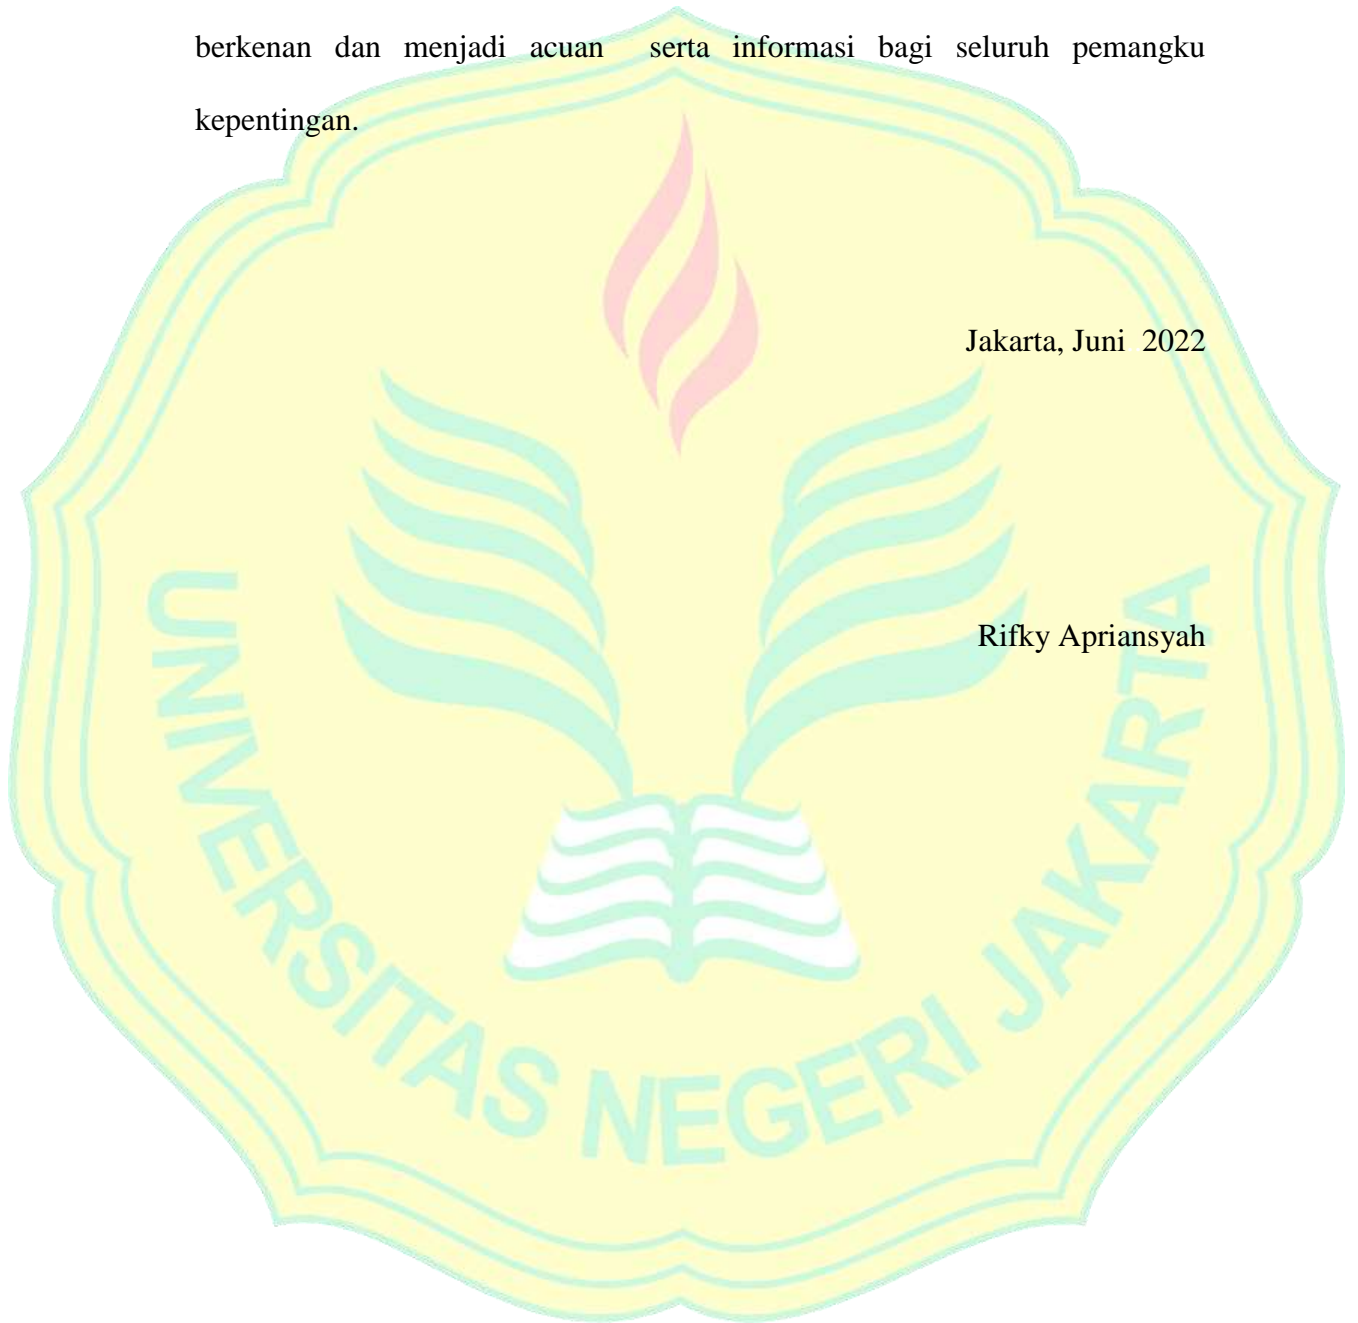 berkenan dan menjadi acuan serta informasi bagi seluruh pemangku
kepentingan.
Jakarta, Juni 2022
Rifky Apriansyah
UNIVERSITAS NEGERI JAKARTA